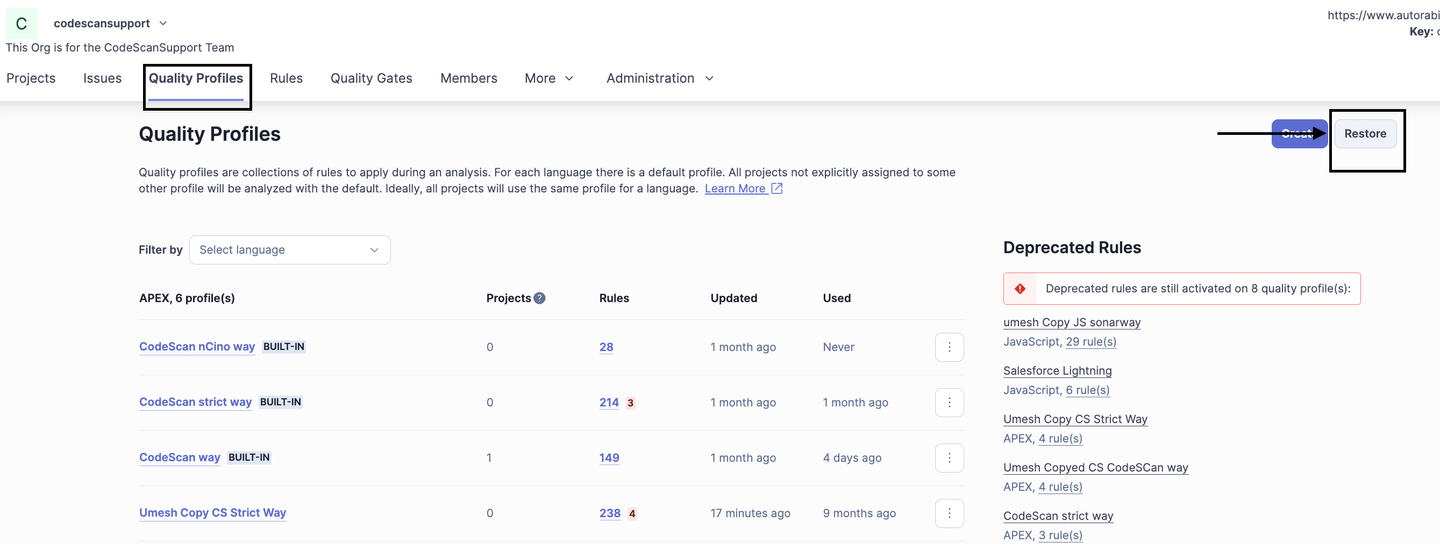 C codescansupport
https://www.autorabi
This Org is for the CodeScanSupport Team
Key:
Projects Issues Quality Profiles Rules Quality Gates Members More Administration
Quality Profiles
Restore
Quality profiles are collections of rules to apply during an analysis. For each language there is a default profile. All projects not explicitly assigned to some
other profile will be analyzed with the default. Ideally, all projects will use the same profile for a language. Learn More
Filter by Select language
APEX, 6 profile(s) Projects ? Rules Updated Used
CodeScan nCino way BUILT-IN 0 28 1 month ago Never
CodeScan strict way BUILT-IN 0 214 3 1 month ago 1 month ago
CodeScan way BUILT-IN 1 149 1 month ago 4 days ago
Umesh Copy CS Strict Way 0 238 4 17 minutes ago 9 months ago
Deprecated Rules
Deprecated rules are still activated on 8 quality profile(s):
umesh Copy JS sonarway
JavaScript, 29 rule(s)
Salesforce Lightning
JavaScript, 6 rule(s)
Umesh Copy CS Strict Way
APEX, 4 rule(s)
Umesh Copyed CS CodeSCan way
APEX, 4 rule(s)
CodeScan strict way
APEX, 3 rule(s)